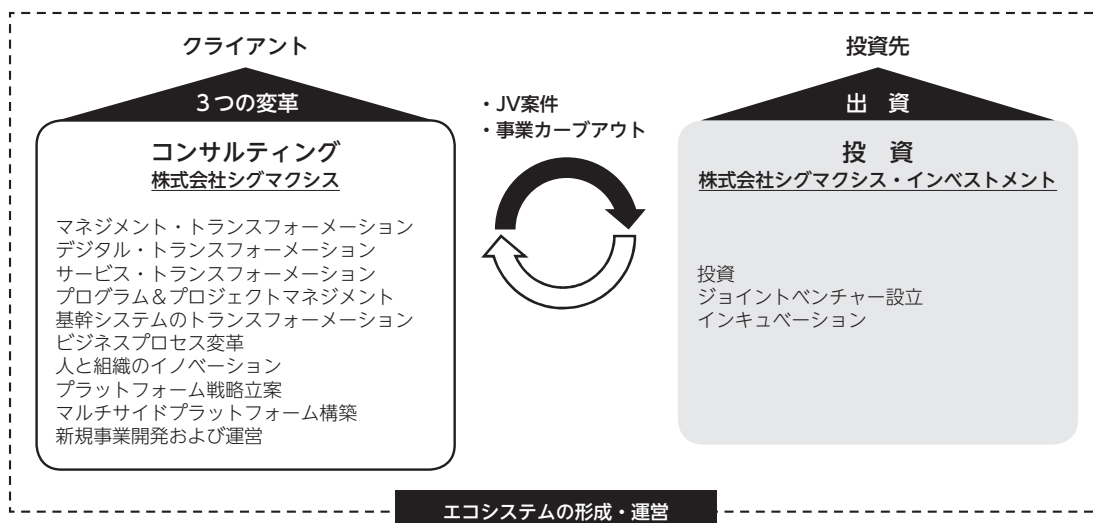 クライアント
3つの変革
コンサルティング
株式会社シグマクシス
マネジメント・トランスフォーメーション
デジタル・トランスフォーメーション
サービス・トランスフォーメーション
プログラム&プロジェクトマネジメント
基幹システムのトランスフォーメーション
ビジネスプロセス変革
人と組織のイノベーション
プラットフォーム戦略立案
マルチサイドプラットフォーム構築
新規事業開発および運営
・JV案件
・事業カーブアウト
投資先
出 資
投 資
株式会社シグマクシス・インベストメント
投資
ジョイントベンチャー設立
インキュベーション
エコシステムの形成・運営